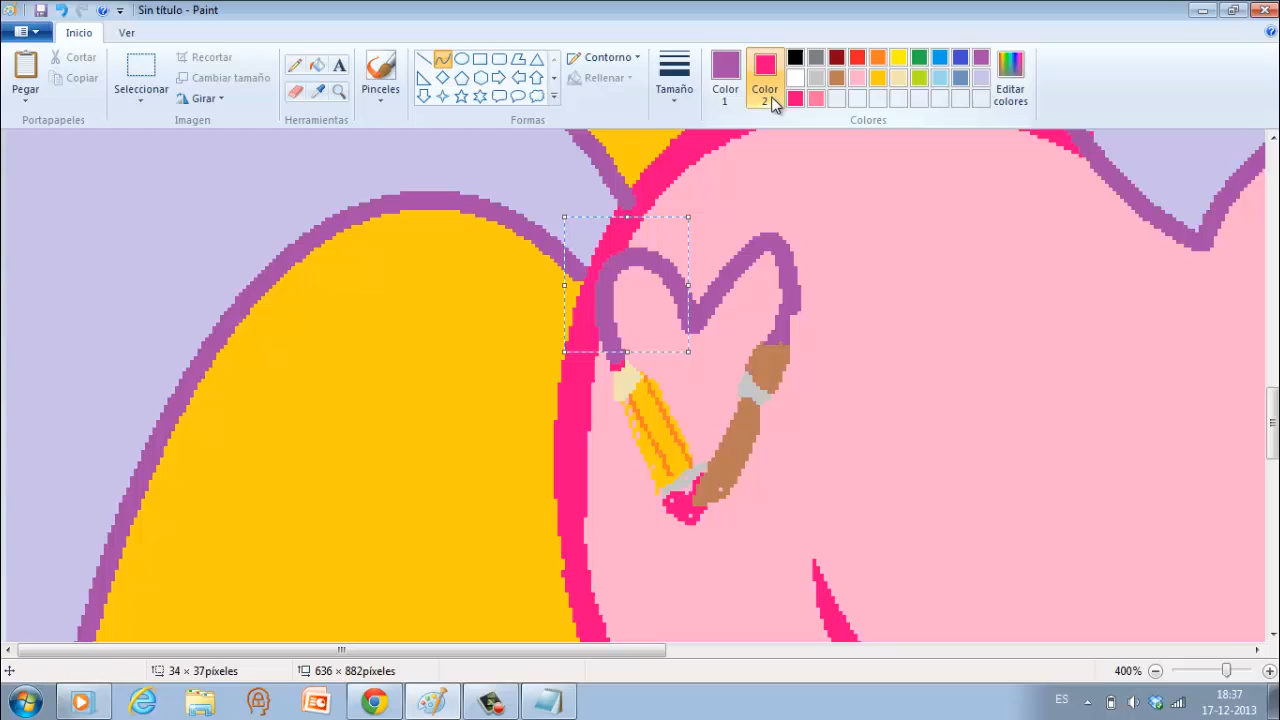 Sin título - Paint
Inicio
Ver
Pegar
Cortar
Copiar
Portapapeles
Seleccionar
Recortar
Cambiar tamaño
Girar
Imagen
A
Herramientas
Pinceles
Contorno
Rellenar
Formas
Tamaño
Color
1
Color
2
Editar
colores
Colores
34 × 37píxeles
636 × 882píxeles
400%
ES
18:37
17-12-2013